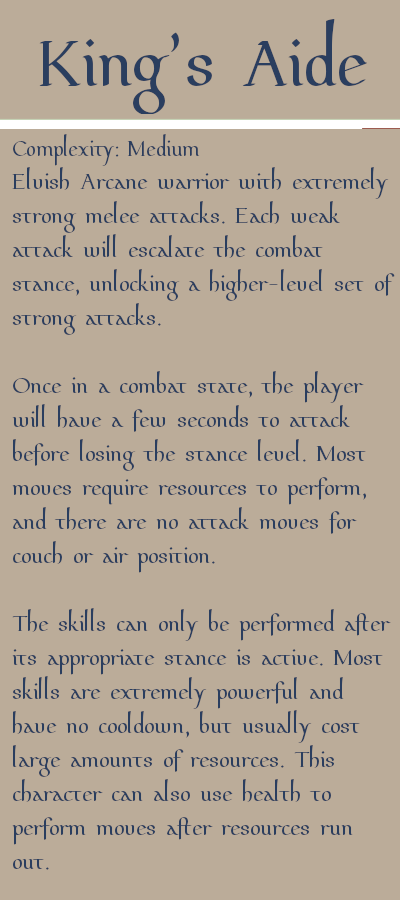 King's Aide
Complexity: Medium
Elvish Arcane warrior with extremely
strong melee attacks. Each weak
attack will escalate the combat
stance, unlocking a higher-level set of
strong attacks.
Once in a combat state, the player
will have a few seconds to attack
before losing the stance level. Most
moves require resources to perform,
and there are no attack moves for
couch or air position.
The skills can only be performed after
its appropriate stance is active. Most
skills are extremely powerful and
have no cooldown, but usually cost
large amounts of resources. This
character can also use health to
perform moves after resources run
out.